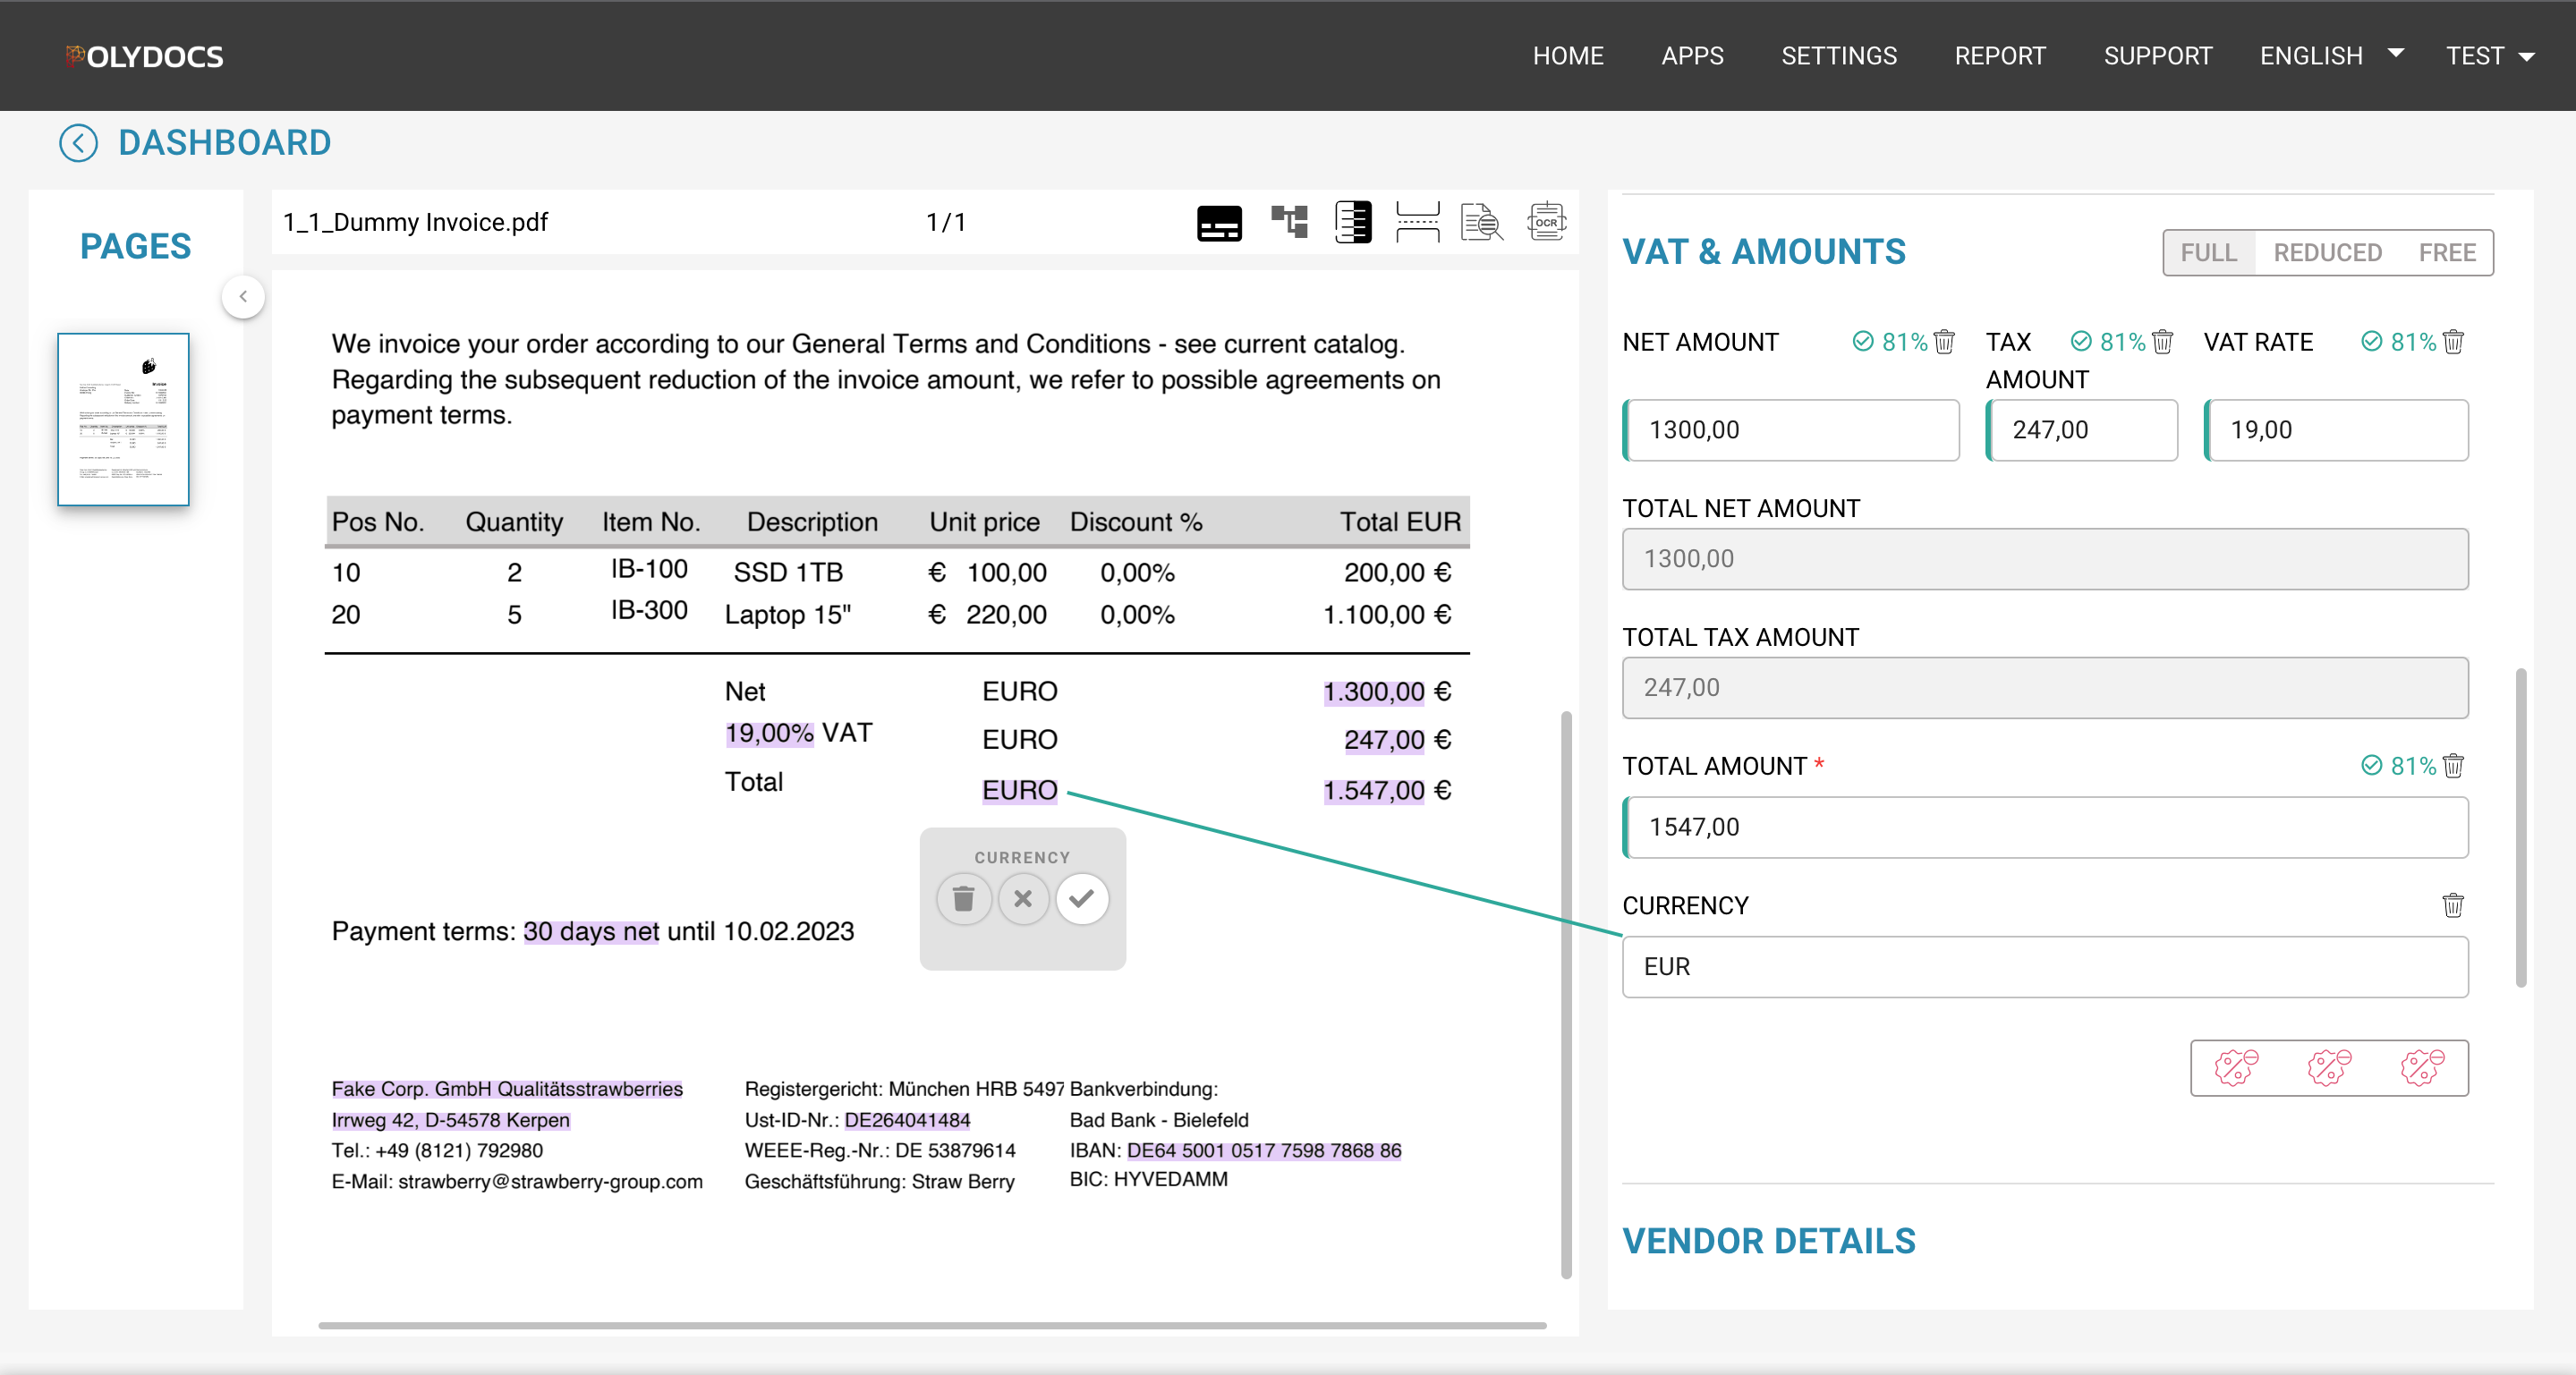 POLYDOCS
HOME APPS SETTINGS REPORT SUPPORT ENGLISH TEST
DASHBOARD
PAGES
1_1_Dummy Invoice.pdf 1/1
OCR
We invoice your order according to our General Terms and Conditions - see current catalog.
Regarding the subsequent reduction of the invoice amount, we refer to possible agreements on
payment terms.
Pos No. Quantity Item No. Description Unit price Discount % Total EUR
10 2 IB-100 SSD 1TB € 100,00 0,00% 200,00 €
20 5 IB-300 Laptop 15" € 220,00 0,00% 1.100,00 €
Net EURO 1.300,00 €
19,00% VAT EURO 247,00 €
Total EURO 1.547,00 €
CURRENCY
Payment terms: 30 days net until 10.02.2023
Fake Corp. GmbH Qualitätsstrawberries
Irrweg 42, D-54578 Kerpen
Tel.: +49 (8121) 792980
E-Mail: strawberry@strawberry-group.com
Registergericht: München HRB 5497
Ust-ID-Nr.: DE264041484
WEEE-Reg.-Nr.: DE 53879614
Geschäftsführung: Straw Berry
Bankverbindung:
Bad Bank - Bielefeld
IBAN: DE64 5001 0517 7598 7868 86
BIC: HYVEDAMM
VAT & AMOUNTS
FULL REDUCED FREE
NET AMOUNT 81%
1300,00
TAX AMOUNT 81%
247,00
VAT RATE 81%
19,00
TOTAL NET AMOUNT
1300,00
TOTAL TAX AMOUNT
247,00
TOTAL AMOUNT * 81%
1547,00
CURRENCY
EUR
VENDOR DETAILS